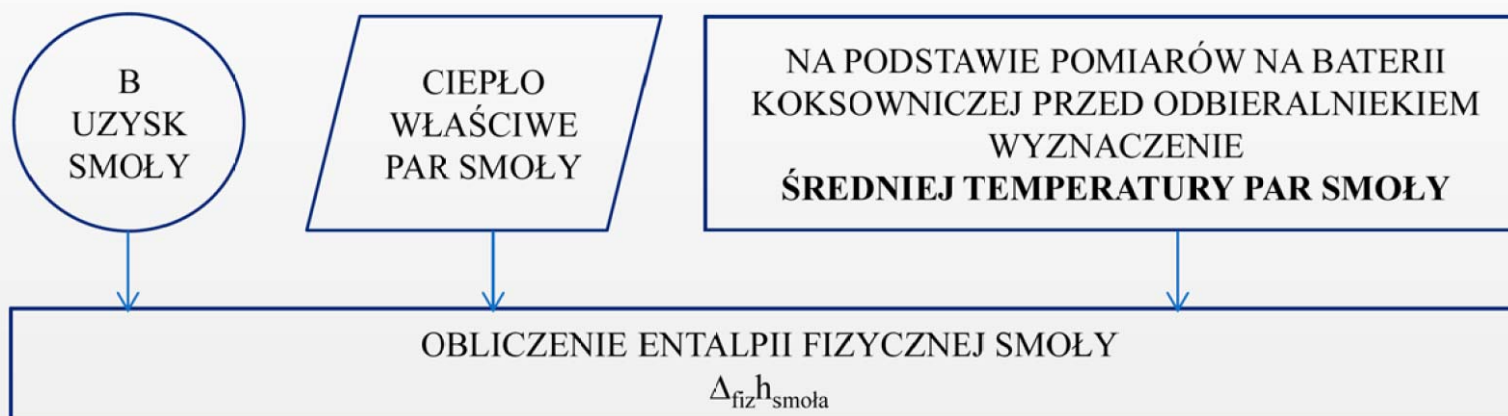 B
UZYSK
SMOŁY
CIEPŁO
WŁAŚCIWE
PAR SMOŁY
NA PODSTAWIE POMIARÓW NA BATERII
KOKSOWNICZEJ PRZED ODBIERALNIEKIEM
WYZNACZENIE
ŚREDNIEJ TEMPERATURY PAR SMOŁY
OBLICZENIE ENTALPII FIZYCZNEJ SMOŁY
Δfizhsmoła